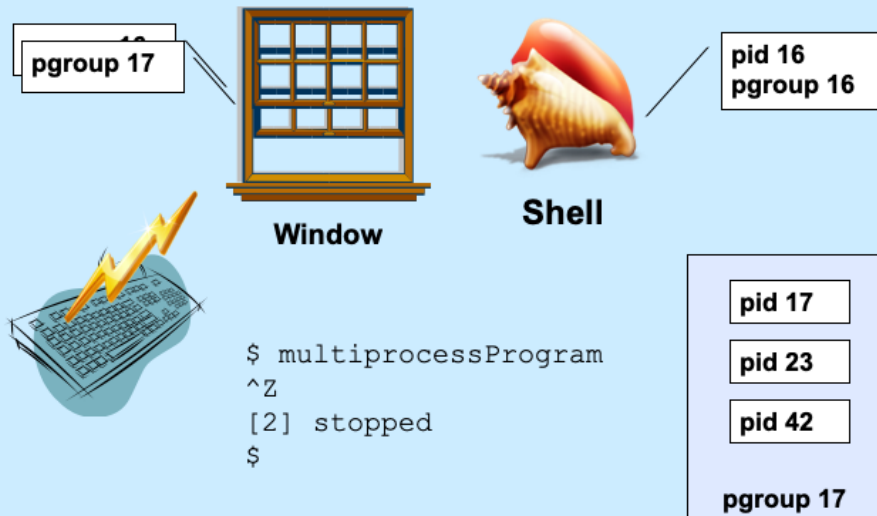 pgroup 17
Window
Shell
pid 16
pgroup 16
$ multiprocessProgram
^Z
[2] stopped
$
pid 17
pid 23
pid 42
pgroup 17